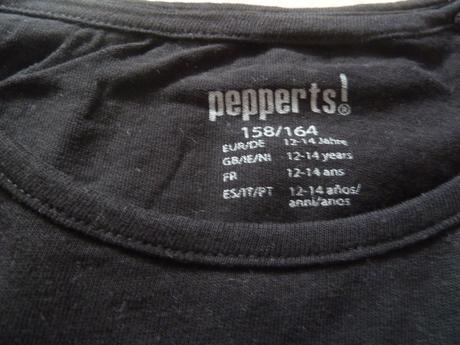 pepperts!®
158/164
EUR/DE 12-14 Jahre
GB/IE/NI 12-14 years
FR 12-14 ans
ES/IT/PT 12-14 años/
anni/anos